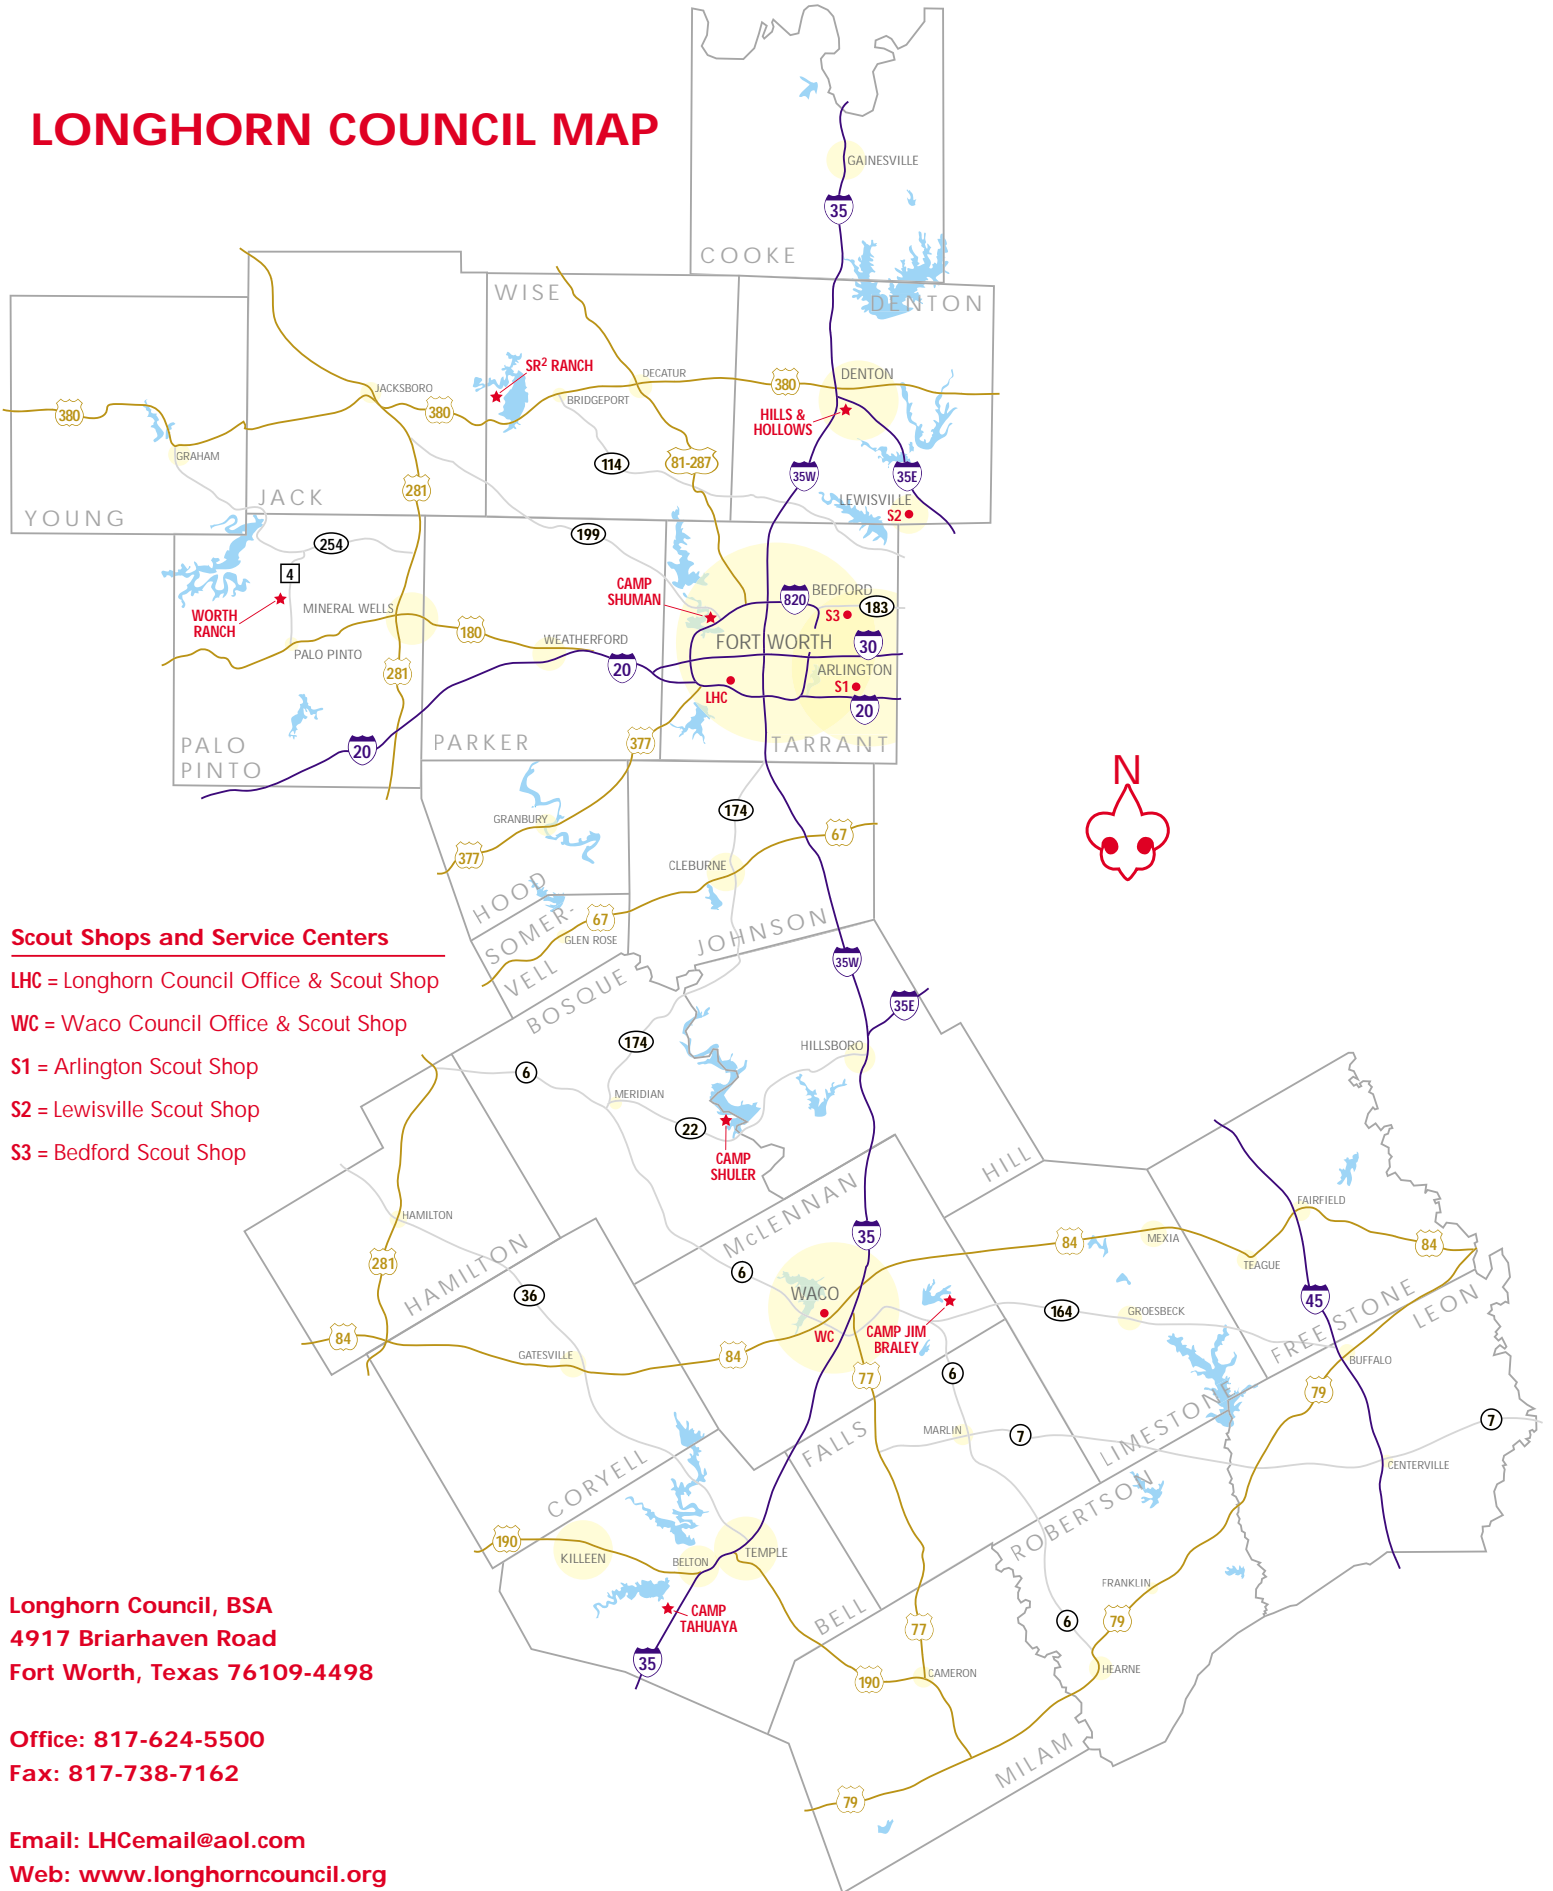 LONGHORN COUNCIL MAP
GAINESVILLE
35
COOKE
WISE
DENTON
SR2 RANCH
DECATUR
JACKSBORO
380
BRIDGEPORT
380
DENTON
380
380
HILLS &
HOLLOWS
GRAHAM
114
81-287
35W
35E
281
JACK
LEWISVILLE
S2
YOUNG
254
199
4
CAMP
SHUMAN
BEDFORD
820
183
WORTH
RANCH
MINERAL WELLS
S3
180
WEATHERFORD
FORT WORTH
30
PALO PINTO
281
20
ARLINGTON
S1
LHC
20
PALO
PINTO
20
PARKER
377
TARRANT
N
174
GRANBURY
67
377
CLEBURNE
HOOD
67
SOMER-
VELL
GLEN ROSE
JOHNSON
Scout Shops and Service Centers
LHC = Longhorn Council Office & Scout Shop
WC = Waco Council Office & Scout Shop
S1 = Arlington Scout Shop
S2 = Lewisville Scout Shop
S3 = Bedford Scout Shop
35W
BOSQUE
35E
174
HILLSBORO
6
MERIDIAN
22
CAMP
SHULER
HILL
McLENNAN
HAMILTON
FAIRFIELD
35
84
MEXIA
84
281
HAMILTON
6
TEAGUE
WACO
36
WC
CAMP JIM
BRALEY
164
GROESBECK
45
FREESTONE
LEON
84
GATESVILLE
84
77
6
BUFFALO
79
MARLIN
7
7
FALLS
LIMESTONE
CENTERVILLE
CORYELL
ROBERTSON
190
KILLEEN
BELTON
TEMPLE
FRANKLIN
CAMP
TAHUAYA
BELL
77
6
79
35
190
CAMERON
HEARNE
MILAM
79
Longhorn Council, BSA
4917 Briarhaven Road
Fort Worth, Texas 76109-4498
Office: 817-624-5500
Fax: 817-738-7162
Email: LHCemail@aol.com
Web: www.longhorncouncil.org